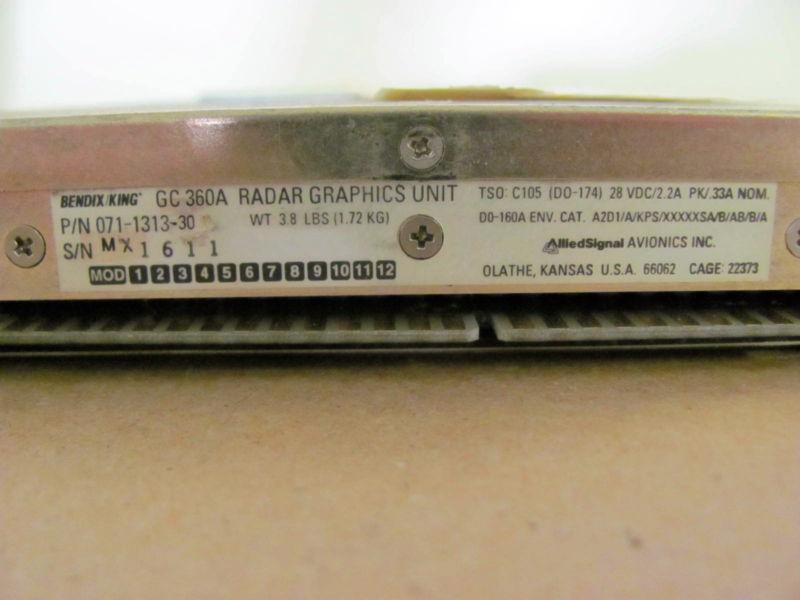 BENDIX/KING® GC 360A RADAR GRAPHICS UNIT
P/N 071-1313-30 WT 3.8 LBS (1.72 KG)
S/N MX 1611
MOD 1 2 3 4 5 6 7 8 9 10 11 12
TSO: C105 (DO-174) 28 VDC/2.2A PK/.33A NOM.
DO-160A ENV. CAT. A2D1/A/KPS/XXXXXSA/B/AB/B/A
AlliedSignal AVIONICS INC.
OLATHE, KANSAS U.S.A. 66062 CAGE: 22373